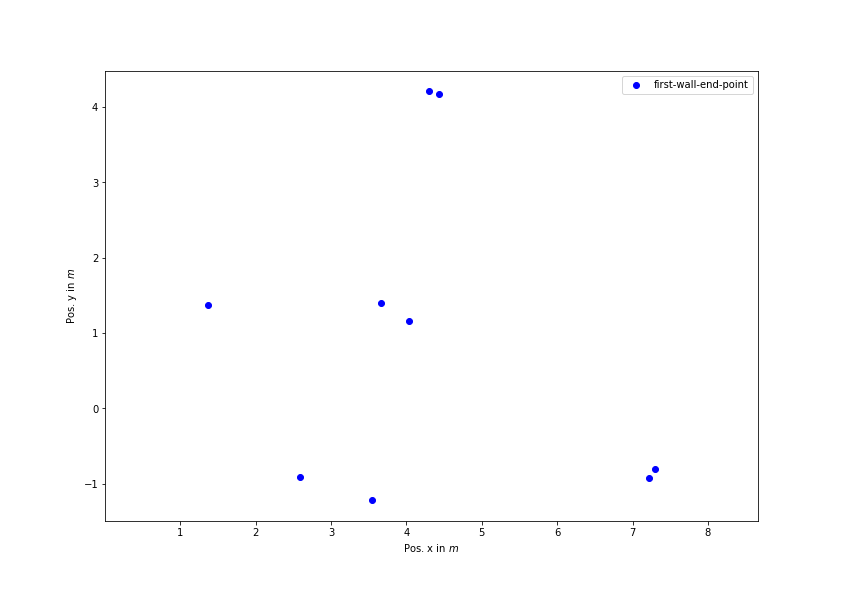 first-wall-end-point
4
3
2
1
0
−1
Pos. y in m
1 2 3 4 5 6 7 8
Pos. x in m